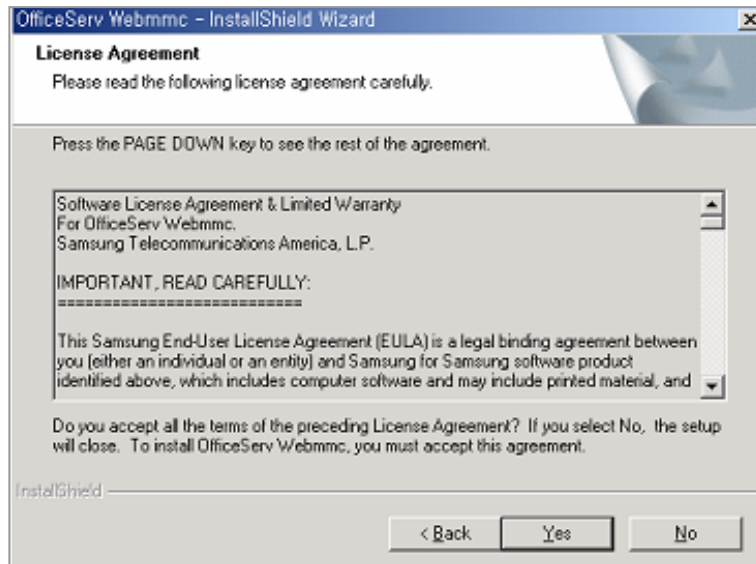 OfficeServ Webmmc - InstallShield Wizard
License Agreement
Please read the following license agreement carefully.
Press the PAGE DOWN key to see the rest of the agreement.
Software License Agreement & Limited Warranty
For OfficeServ Webmmc.
Samsung Telecommunications America, L.P.
IMPORTANT, READ CAREFULLY:
===========================
This Samsung End-User License Agreement (EULA) is a legal binding agreement between
you (either an individual or an entity) and Samsung for Samsung software product
identified above, which includes computer software and may include printed material, and
Do you accept all the terms of the preceding License Agreement? If you select No, the setup
will close. To install OfficeServ Webmmc, you must accept this agreement.
InstallShield
< Back Yes No